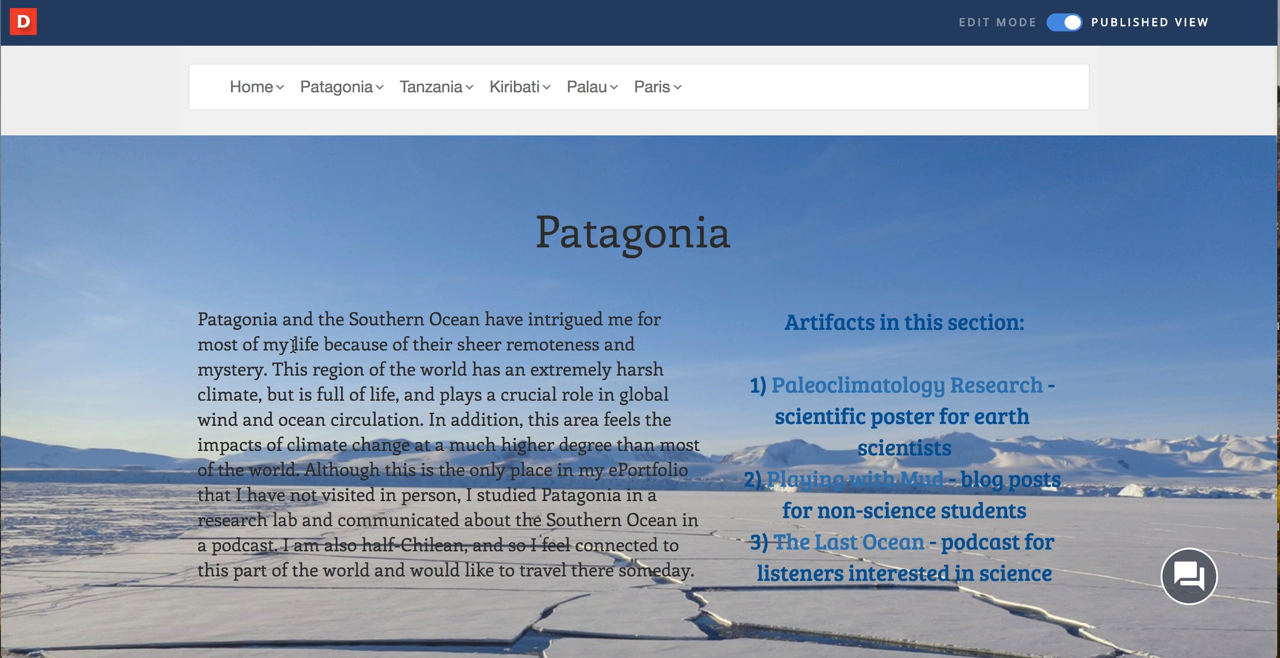 D
EDIT MODE PUBLISHED VIEW
Home Patagonia Tanzania Kiribati Palau Paris
Patagonia
Patagonia and the Southern Ocean have intrigued me for
most of my life because of their sheer remoteness and
mystery. This region of the world has an extremely harsh
climate, but is full of life, and plays a crucial role in global
wind and ocean circulation. In addition, this area feels the
impacts of climate change at a much higher degree than most
of the world. Although this is the only place in my ePortfolio
that I have not visited in person, I studied Patagonia in a
research lab and communicated about the Southern Ocean in
a podcast. I am also half-Chilean, and so I feel connected to
this part of the world and would like to travel there someday.
Artifacts in this section:
1) Paleoclimatology Research -
scientific poster for earth
scientists
2) Playing with Mud - blog posts
for non-science students
3) The Last Ocean - podcast for
listeners interested in science